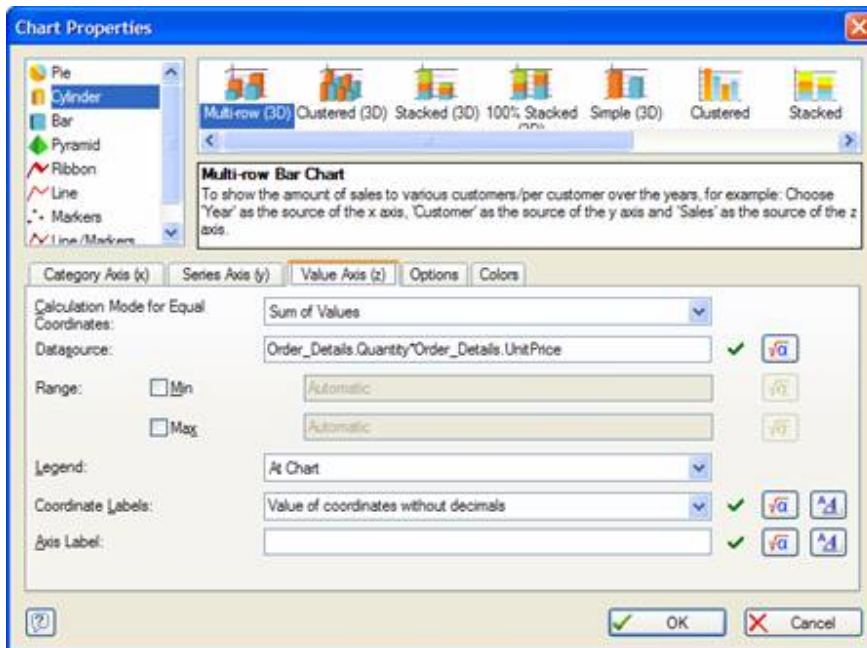 Chart Properties
Pie
Cylinder
Bar
Pyramid
Ribbon
Line
Markers
Line/Markers
Multi-row (3D) Clustered (3D) Stacked (3D) 100% Stacked (3D) Simple (3D) Clustered Stacked
Multi-row Bar Chart
To show the amount of sales to various customers/per customer over the years, for example: Choose
'Year' as the source of the x axis, 'Customer' as the source of the y axis and 'Sales' as the source of the z
axis.
Category Axis (x) Series Axis (y) Value Axis (z) Options Colors
Calculation Mode for Equal
Coordinates:
Sum of Values
Datasource: Order_Details.Quantity*Order_Details.UnitPrice
Range: Min Automatic
Max Automatic
Legend: At Chart
Coordinate Labels: Value of coordinates without decimals
Axis Label:
OK Cancel